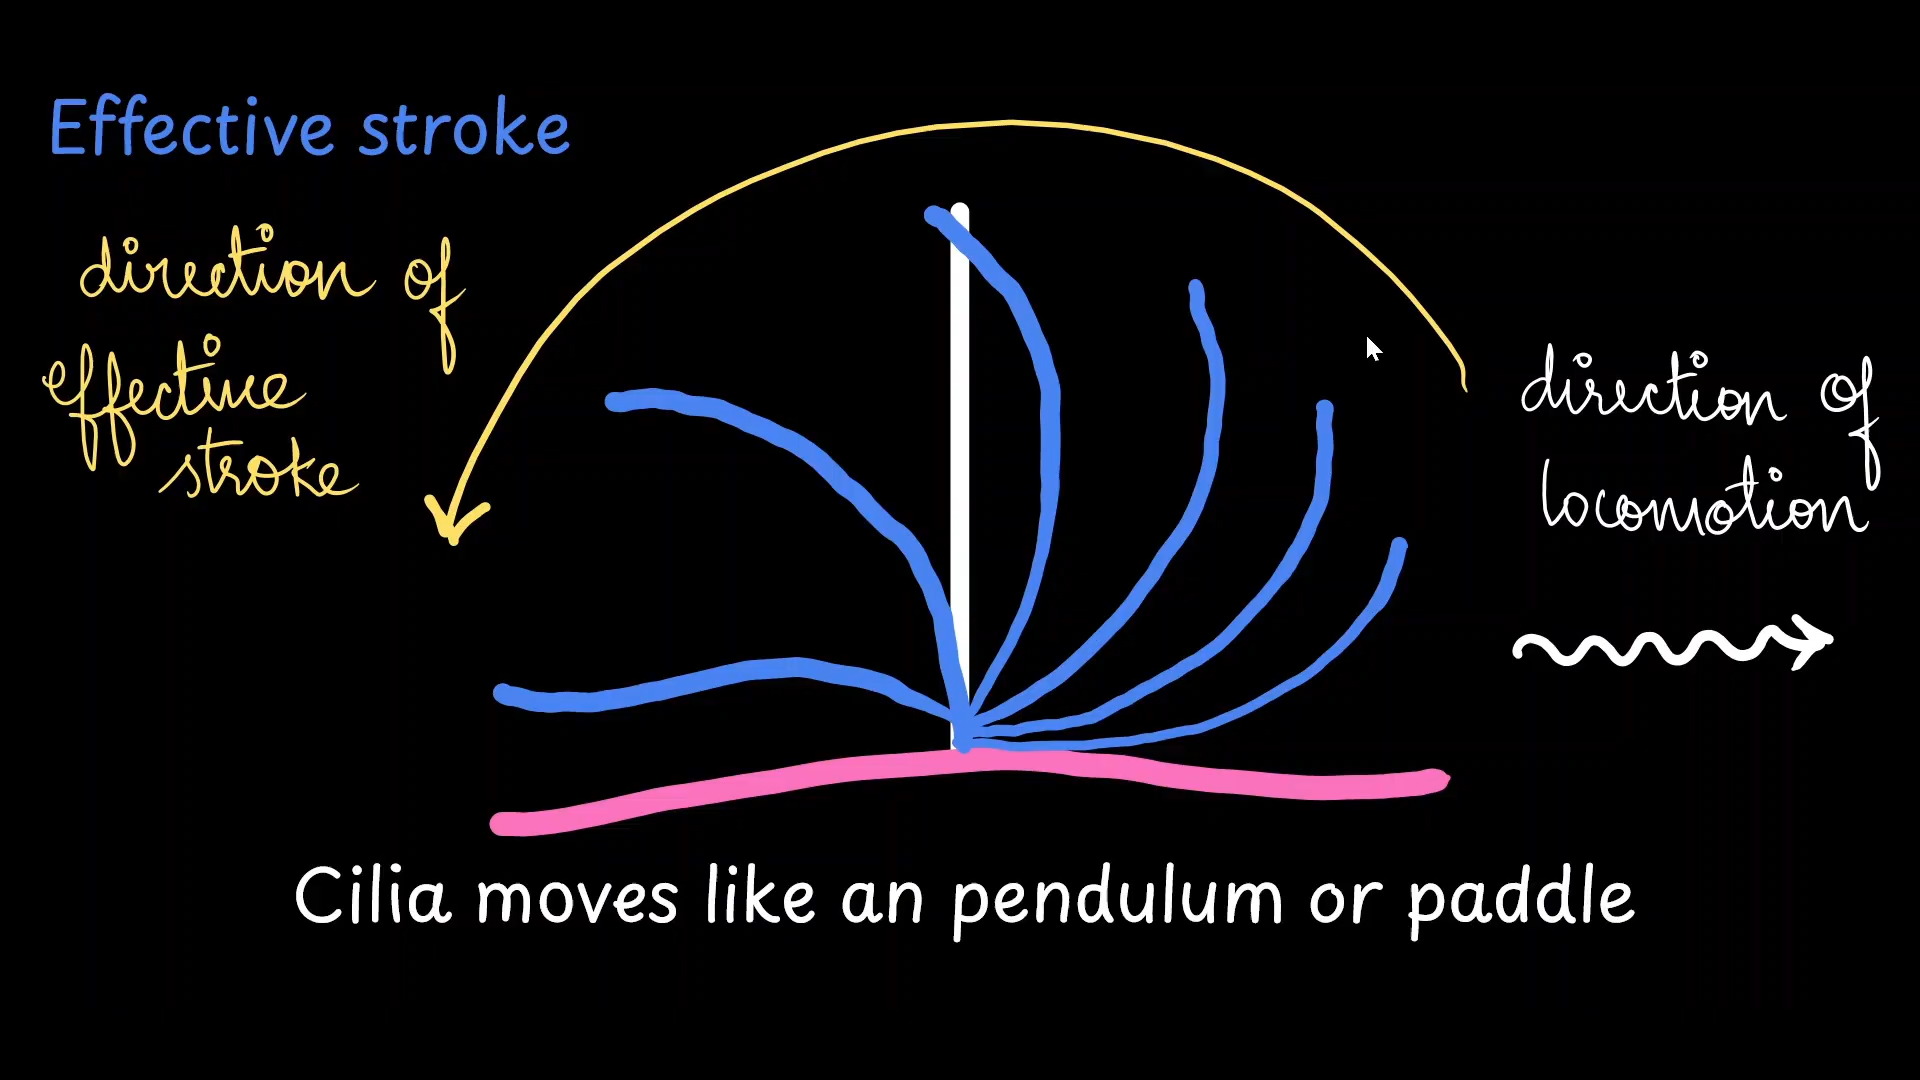 Effective stroke
direction of
effective
stroke
direction of
locomotion
Cilia moves like an pendulum or paddle